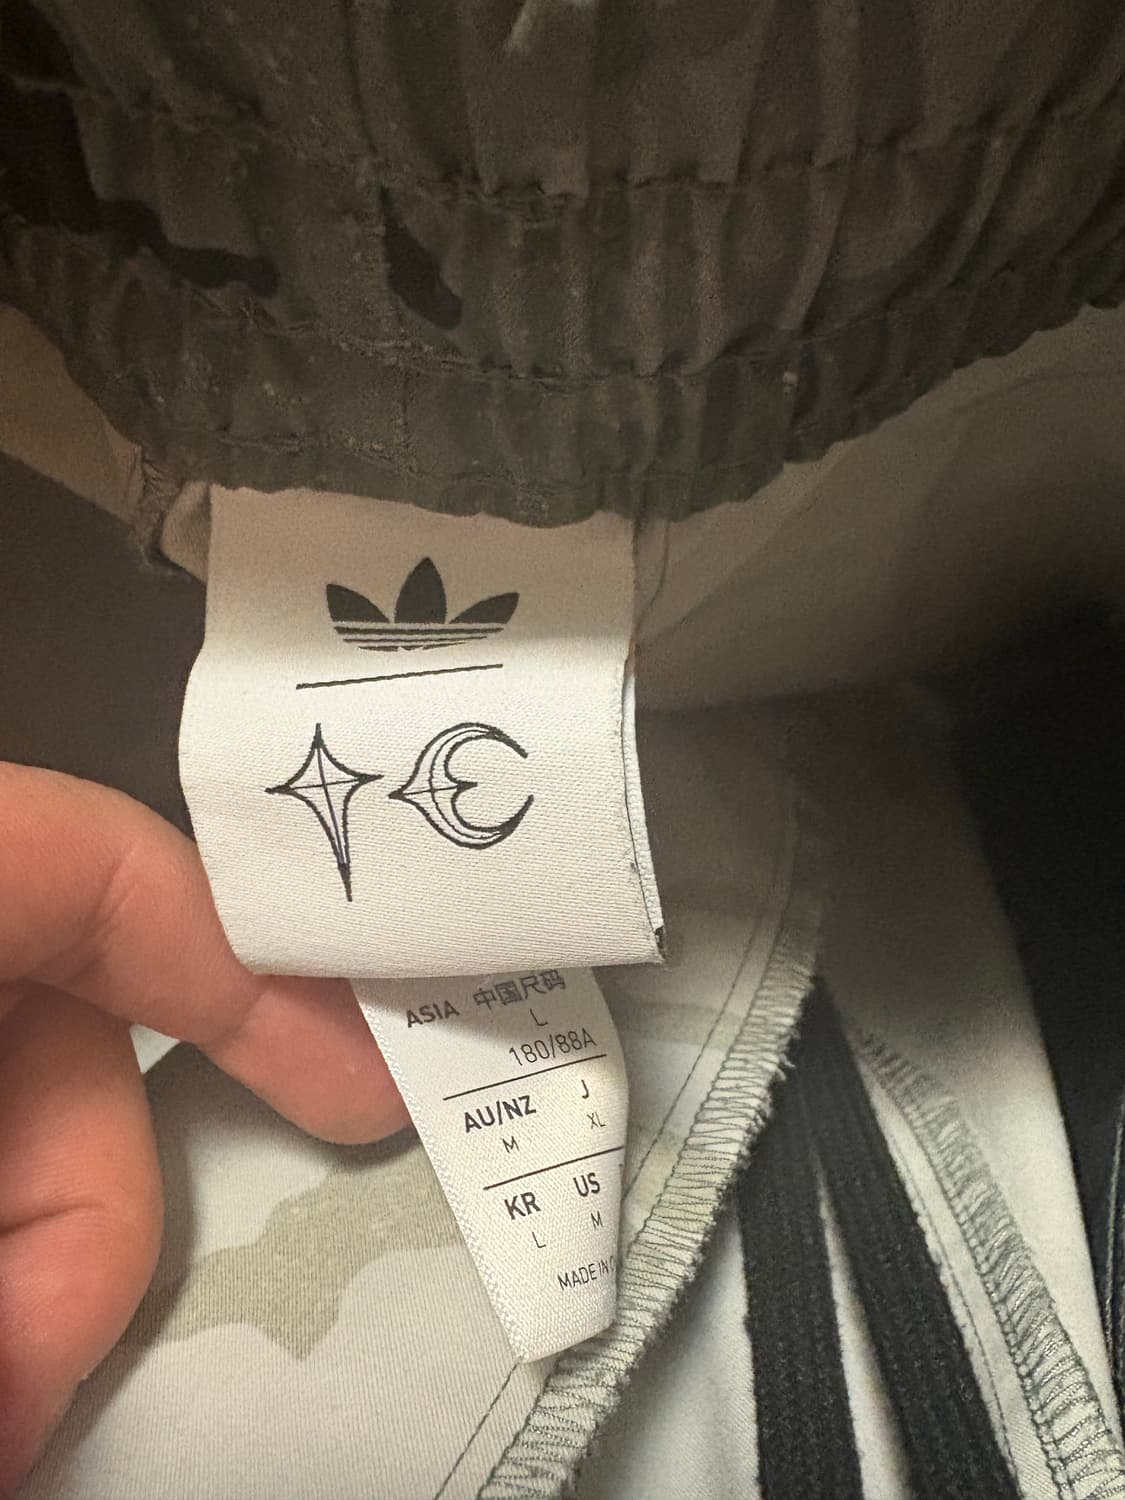 ASIA 中国尺码
L
180/88A
AU/NZ J
M XL
KR US
L M
MADE IN